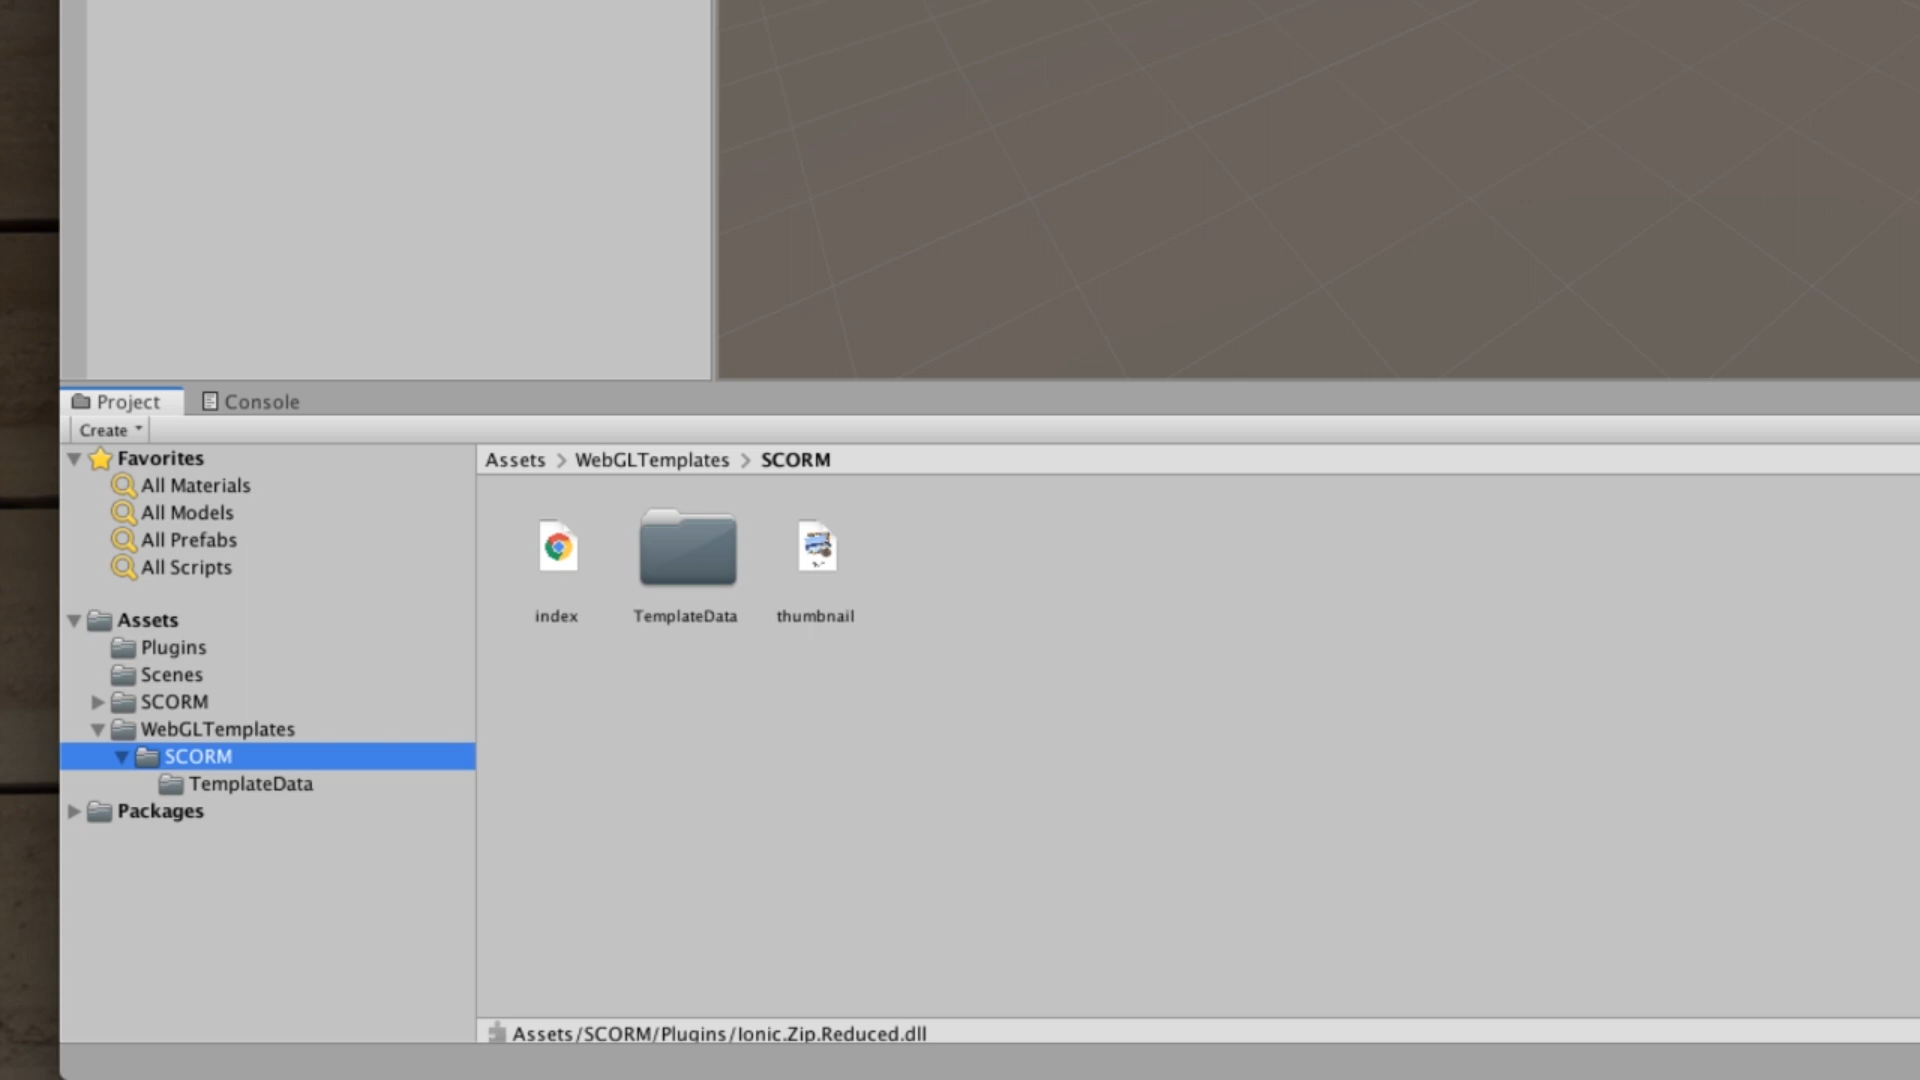 Project
Console
Create
Favorites
All Materials
All Models
All Prefabs
All Scripts
Assets
Plugins
Scenes
SCORM
WebGLTemplates
SCORM
TemplateData
Packages
Assets > WebGLTemplates > SCORM
index
TemplateData
thumbnail
Assets/SCORM/Plugins/Ionic.Zip.Reduced.dll